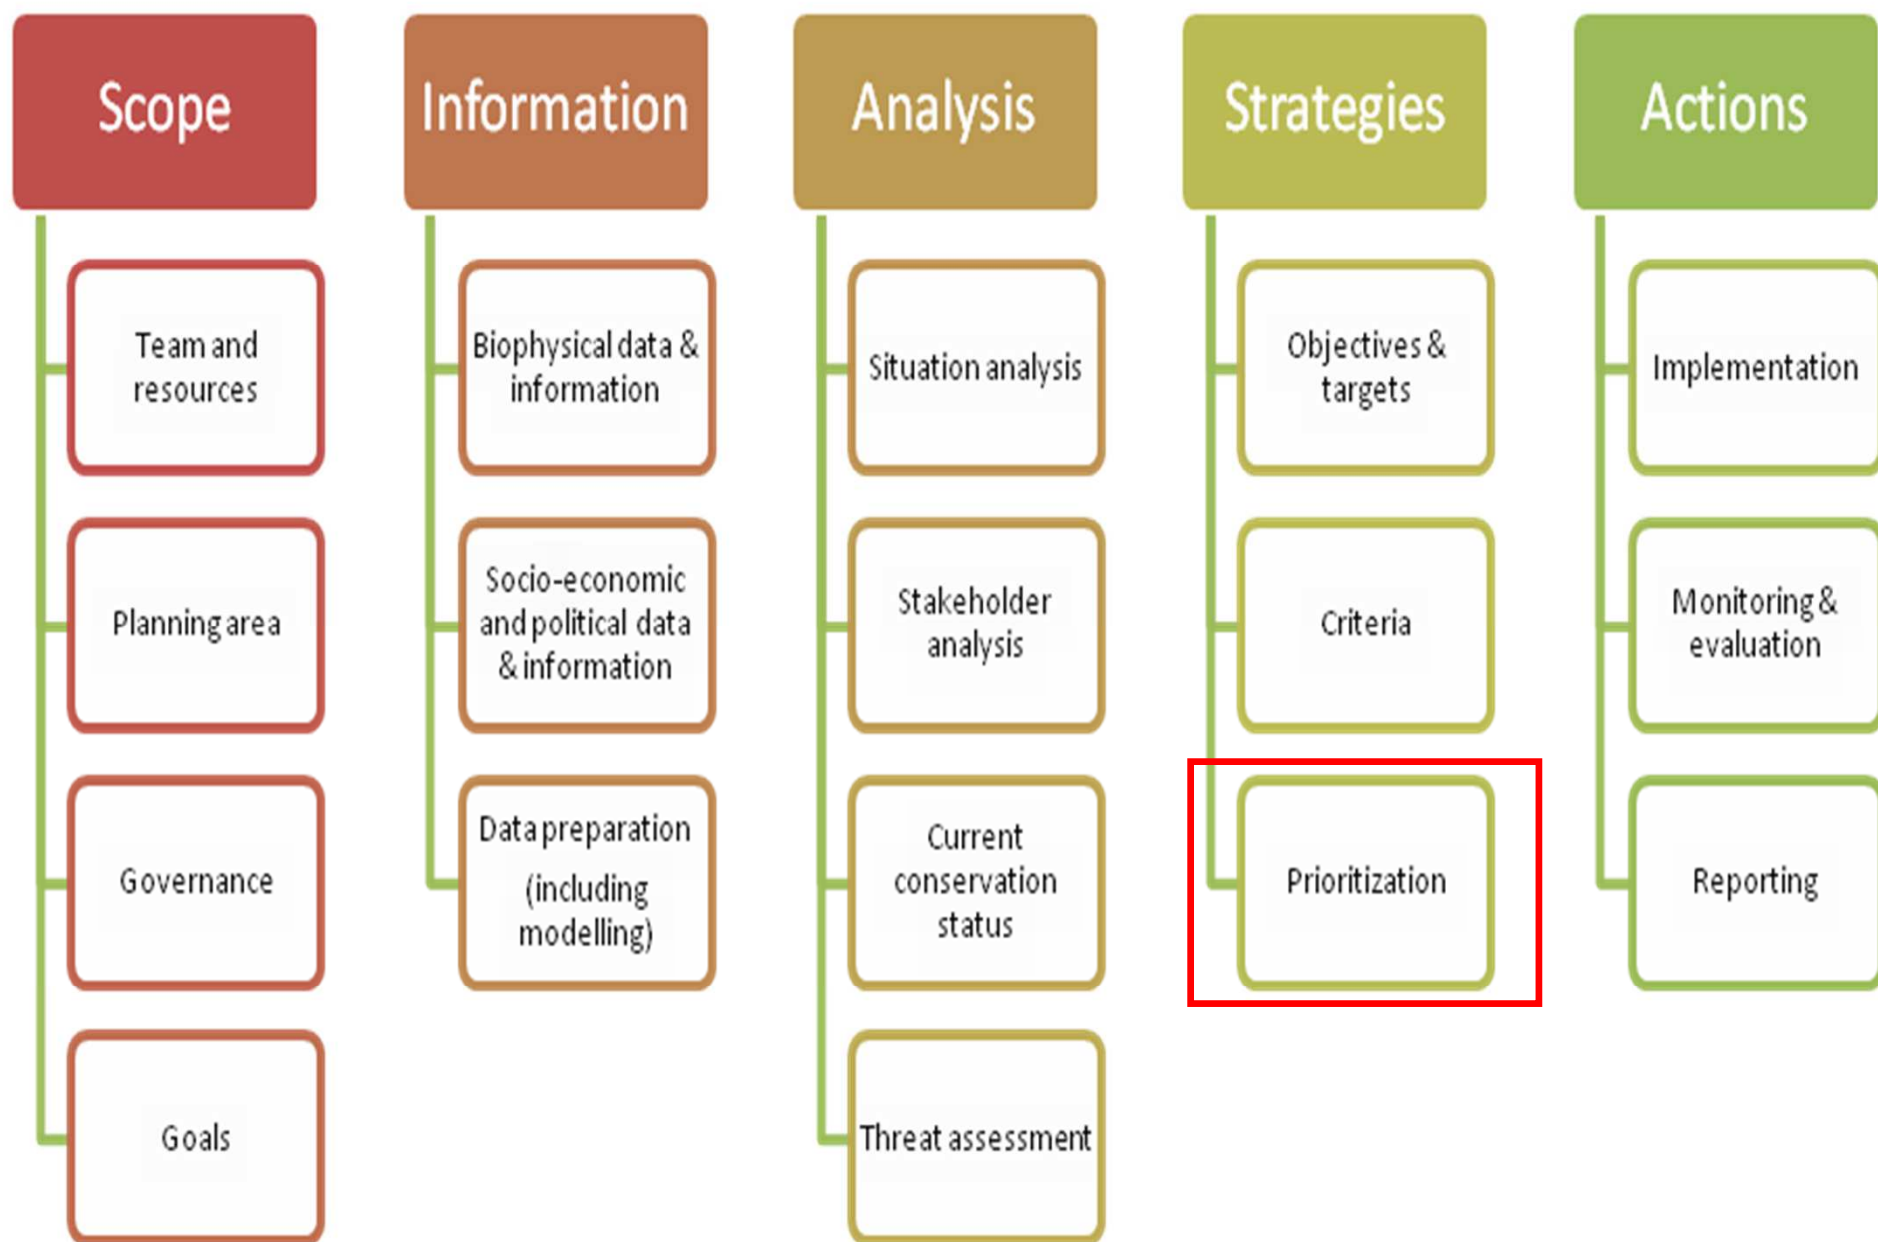 Scope
Team and
resources
Planning area
Governance
Goals
Information
Biophysical data &
information
Socio-economic
and political data
& information
Data preparation
(including
modelling)
Analysis
Situation analysis
Stakeholder
analysis
Current
conservation
status
Threat assessment
Strategies
Objectives &
targets
Criteria
Prioritization
Actions
Implementation
Monitoring &
evaluation
Reporting